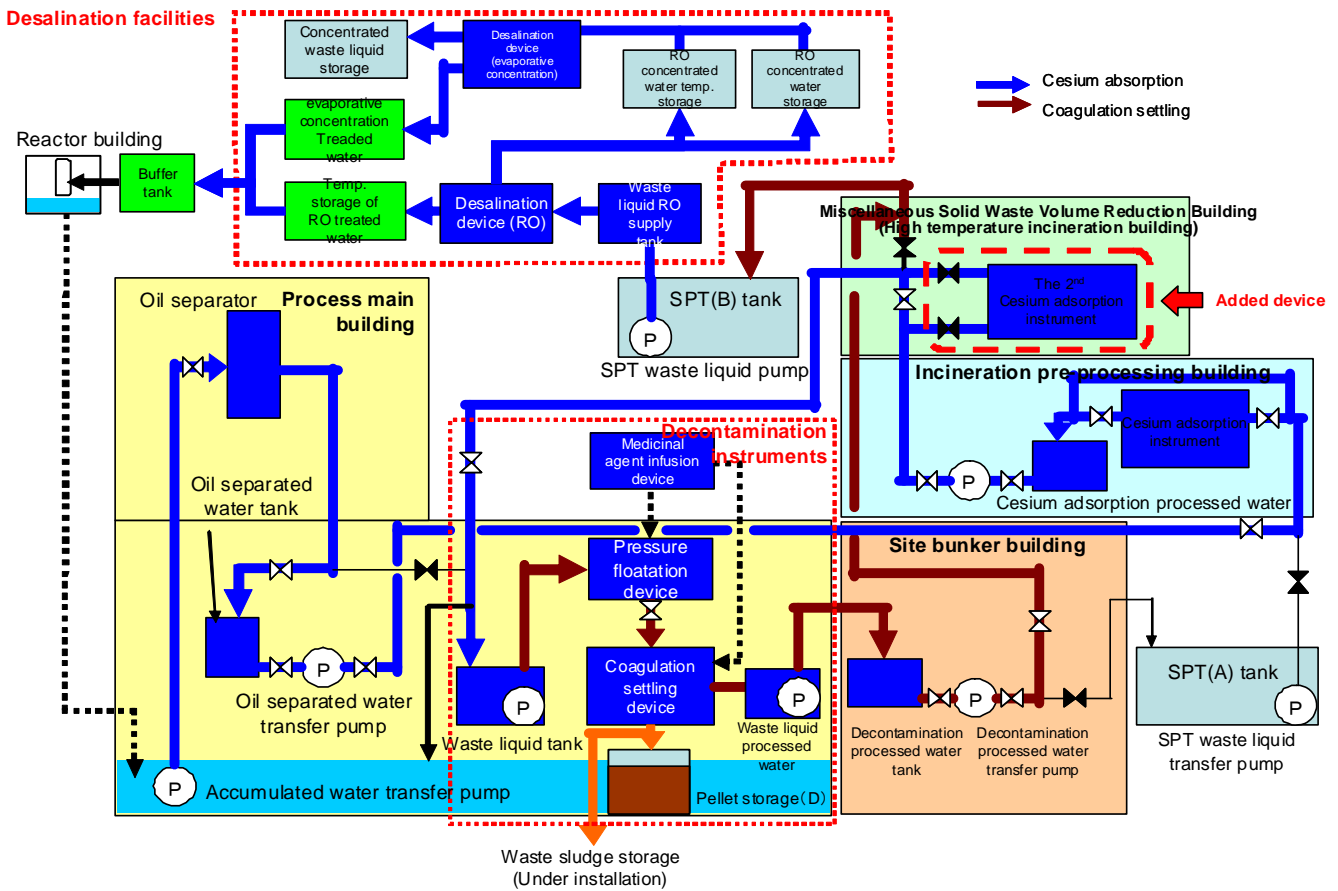 Desalination facilities
Concentrated
waste liquid
storage
Desalination
device
(evaporative
concentration)
RO
concentrated
water temp.
storage
RO
concentrated
water
storage
Cesium absorption
Coagulation settling
evaporative
concentration
Treaded
water
Reactor building
Buffer
tank
Temp.
storage of
RO treated
water
Desalination
device (RO)
Waste
liquid RO
supply
tank
Miscellaneous Solid Waste Volume Reduction Building
(High temperature incineration building)
The 2nd
Cesium adsorption
instrument
Added device
Oil separator
Process main
building
SPT(B) tank
P
SPT waste liquid pump
Incineration pre-processing building
Cesium adsorption
instrument
P
Cesium adsorption processed water
Decontamination
instruments
Medicinal
agent infusion
device
Oil separated
water tank
Pressure
floatation
device
Site bunker building
P
Oil separated water
transfer pump
P
Waste liquid tank
Coagulation
settling
device
P
Waste liquid
processed
water
P
Decontamination
processed water
tank
Decontamination
processed water
transfer pump
SPT(A) tank
P
SPT waste liquid
transfer pump
P
Accumulated water transfer pump
Pellet storage(D)
Waste sludge storage
(Under installation)